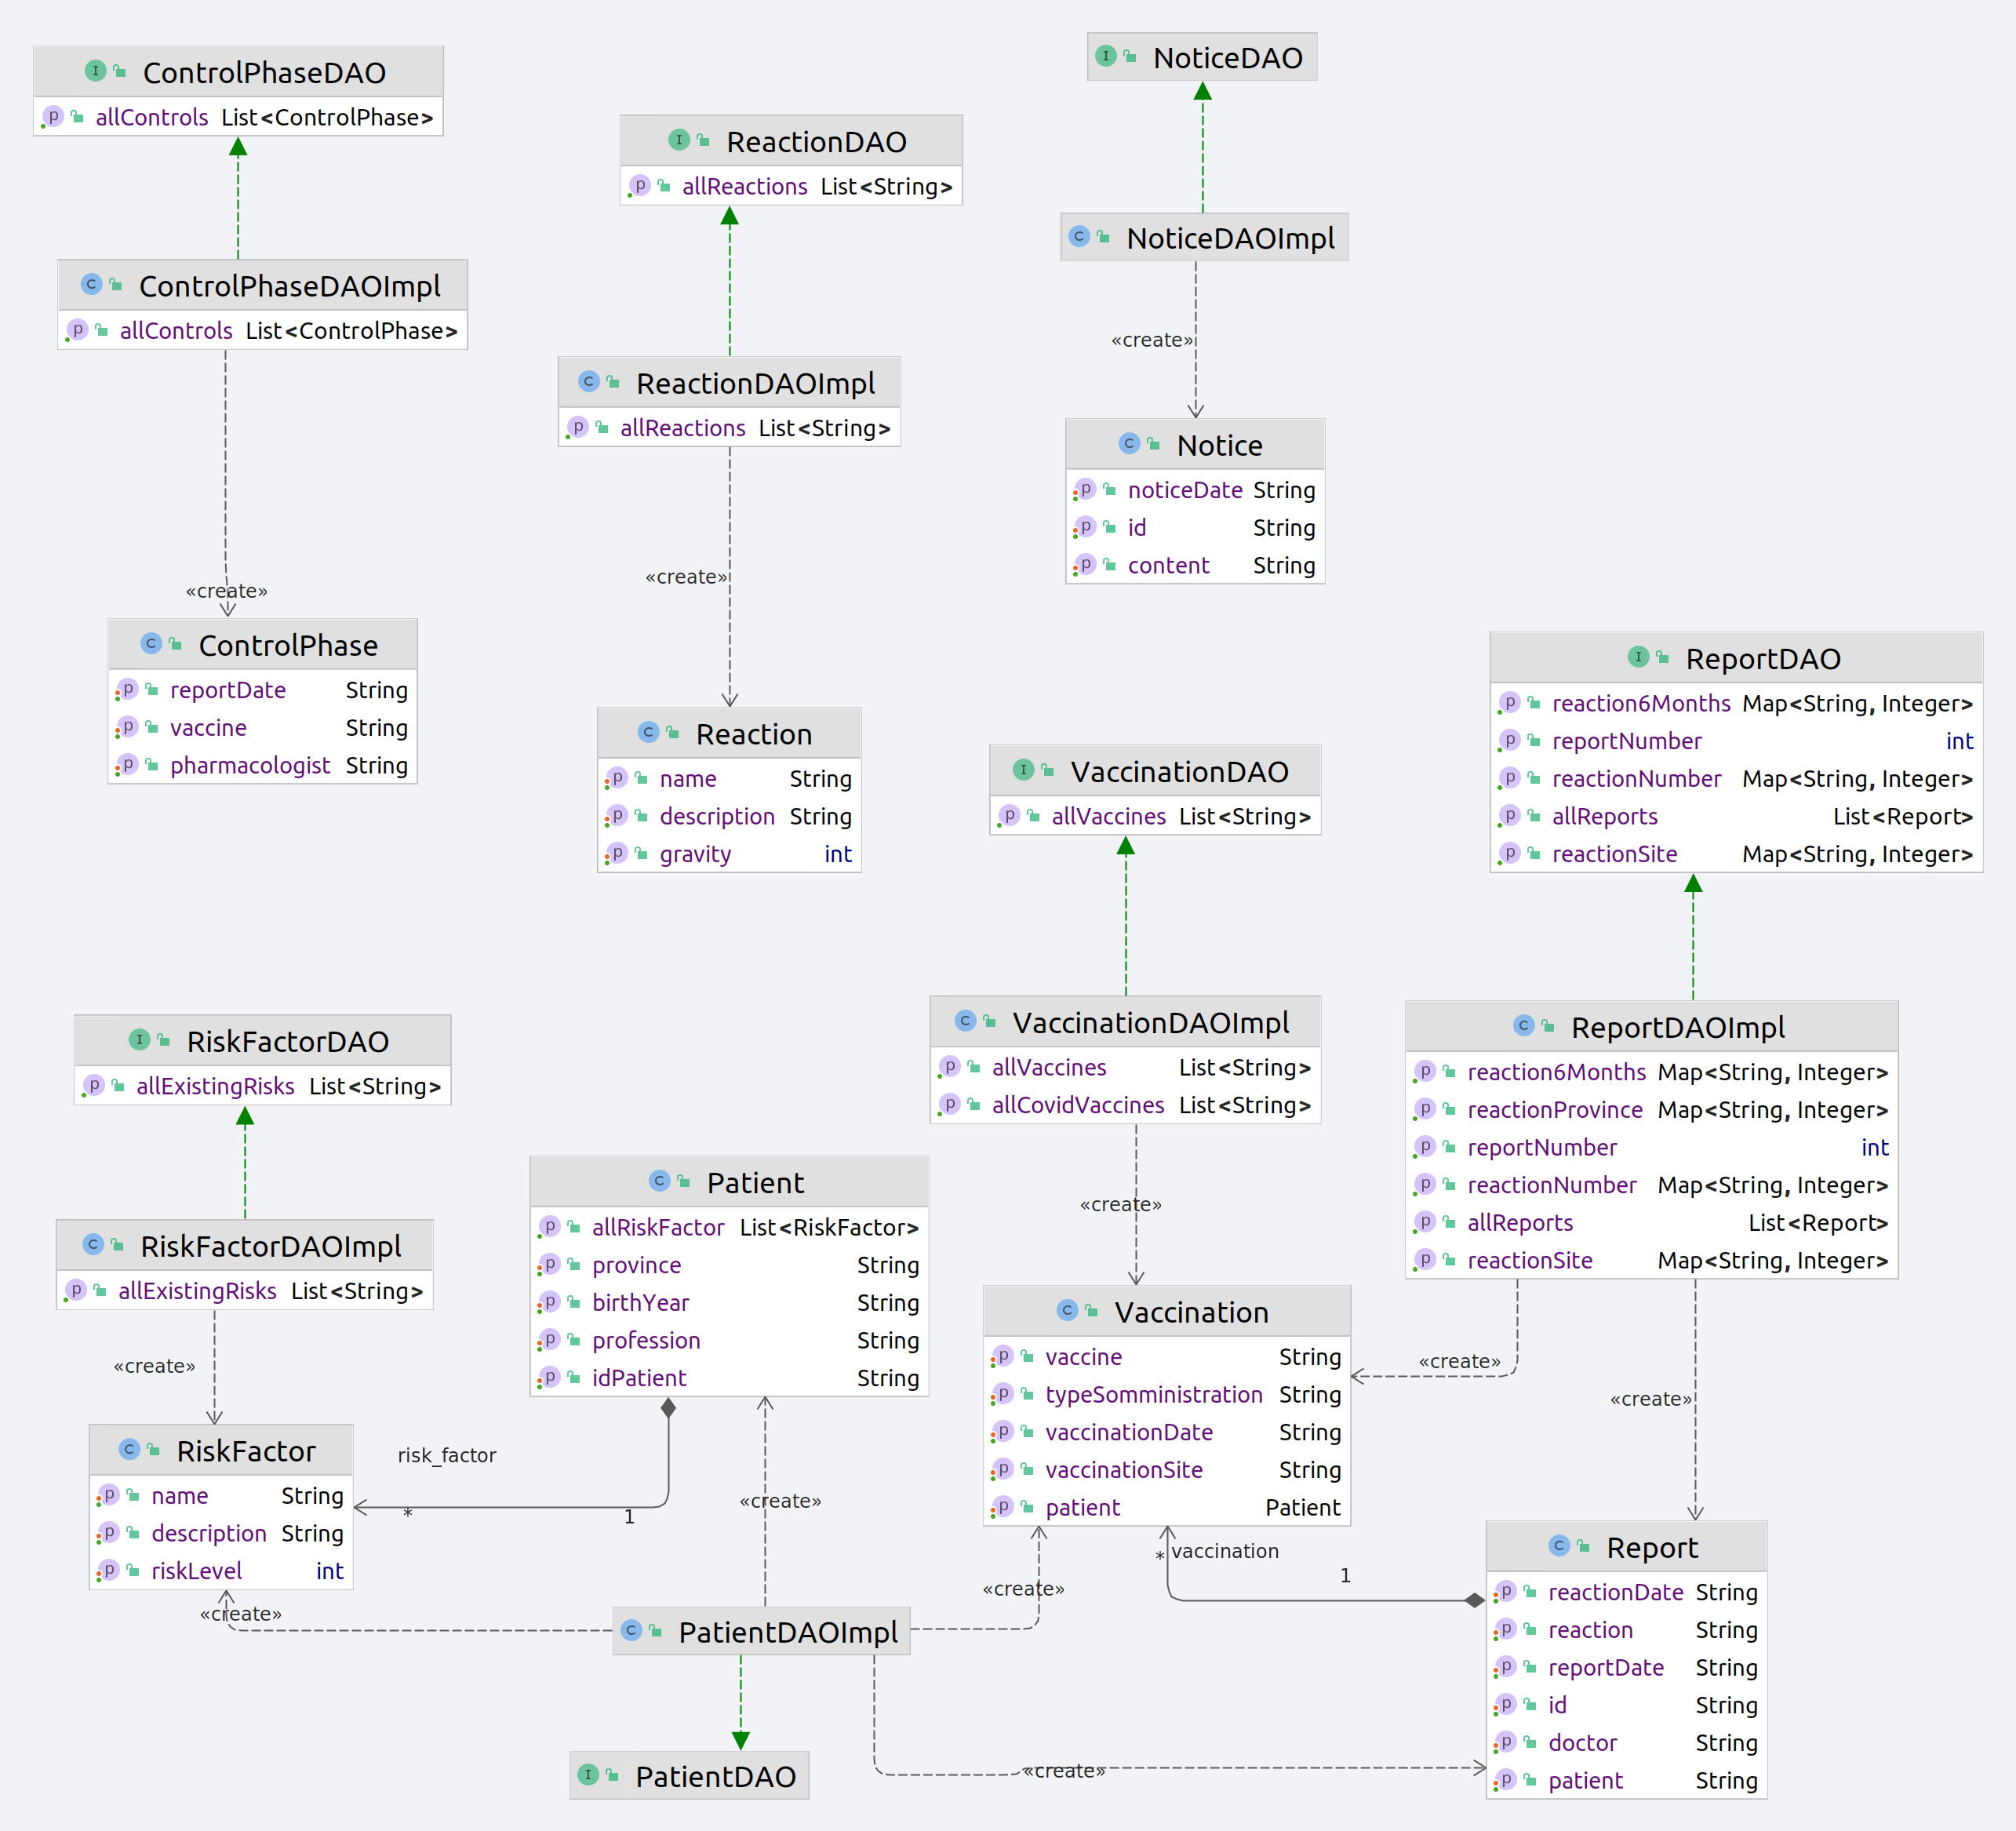 ControlPhaseDAO
allControls List<ControlPhase>
ControlPhaseDAOImpl
allControls List<ControlPhase>
«create»
ControlPhase
reportDate String
vaccine String
pharmacologist String
ReactionDAO
allReactions List<String>
ReactionDAOImpl
allReactions List<String>
«create»
Reaction
name String
description String
gravity int
NoticeDAO
NoticeDAOImpl
«create»
Notice
noticeDate String
id String
content String
VaccinationDAO
allVaccines List<String>
VaccinationDAOImpl
allVaccines List<String>
allCovidVaccines List<String>
«create»
Vaccination
vaccine String
typeSomministration String
vaccinationDate String
vaccinationSite String
patient Patient
ReportDAO
reaction6Months Map<String, Integer>
reportNumber int
reactionNumber Map<String, Integer>
allReports List<Report>
reactionSite Map<String, Integer>
ReportDAOImpl
reaction6Months Map<String, Integer>
reactionProvince Map<String, Integer>
reportNumber int
reactionNumber Map<String, Integer>
allReports List<Report>
reactionSite Map<String, Integer>
«create»
«create»
RiskFactorDAO
allExistingRisks List<String>
RiskFactorDAOImpl
allExistingRisks List<String>
«create»
RiskFactor
name String
description String
riskLevel int
«create»
Patient
allRiskFactor List<RiskFactor>
province String
birthYear String
profession String
idPatient String
risk_factor
* 1
«create»
PatientDAOImpl
«create»
PatientDAO
«create»
* vaccination
1
Report
reactionDate String
reaction String
reportDate String
id String
doctor String
patient String